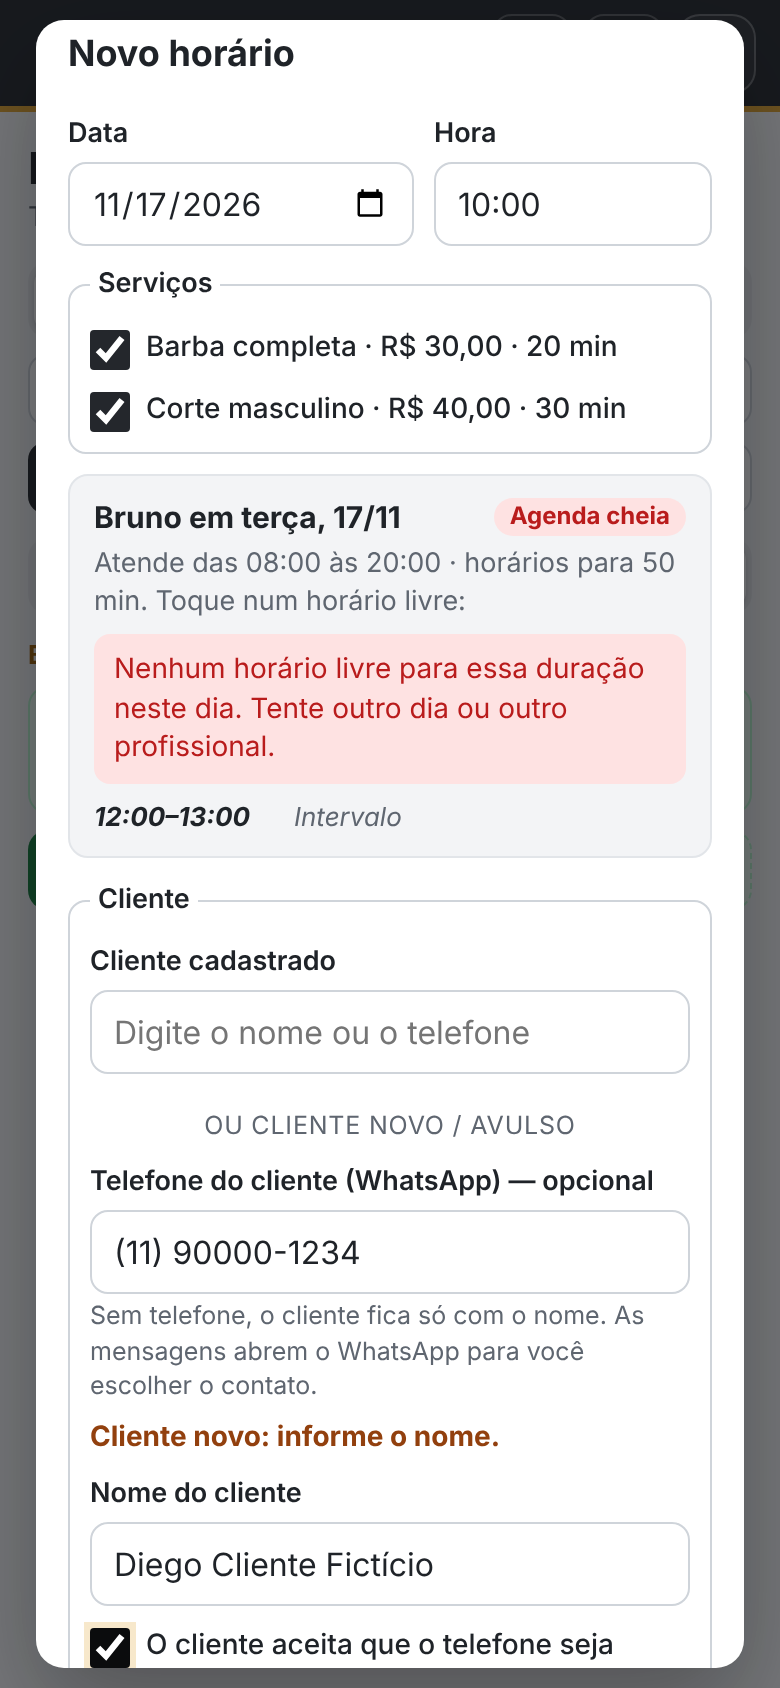 Novo horário
Data
Hora
11/17/2026
10:00
Serviços
Barba completa · R$ 30,00 · 20 min
Corte masculino · R$ 40,00 · 30 min
Bruno em terça, 17/11
Agenda cheia
Atende das 08:00 às 20:00 · horários para 50
min. Toque num horário livre:
Nenhum horário livre para essa duração
neste dia. Tente outro dia ou outro
profissional.
12:00–13:00 Intervalo
Cliente
Cliente cadastrado
Digite o nome ou o telefone
OU CLIENTE NOVO / AVULSO
Telefone do cliente (WhatsApp) — opcional
(11) 90000-1234
Sem telefone, o cliente fica só com o nome. As
mensagens abrem o WhatsApp para você
escolher o contato.
Cliente novo: informe o nome.
Nome do cliente
Diego Cliente Fictício
O cliente aceita que o telefone seja